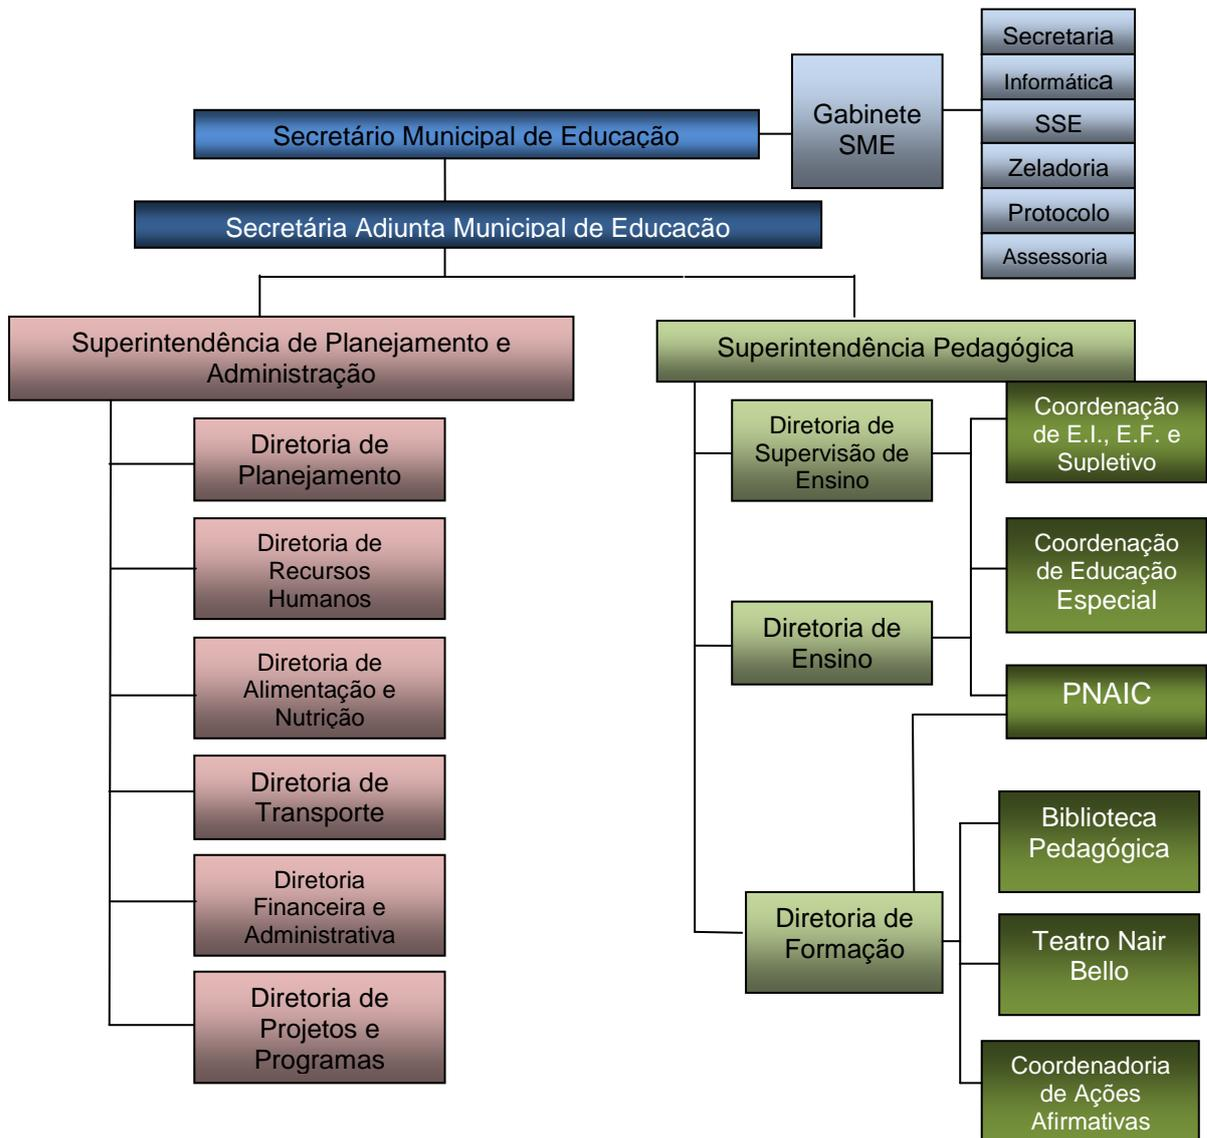 Secretário Municipal de Educação
Gabinete
SME
Secretaria
Informática
SSE
Zeladoria
Protocolo
Assessoria
Secretária Adjunta Municipal de Educação
Superintendência de Planejamento e
Administração
Diretoria de
Planejamento
Diretoria de
Recursos
Humanos
Diretoria de
Alimentação e
Nutrição
Diretoria de
Transporte
Diretoria
Financeira e
Administrativa
Diretoria de
Projetos e
Programas
Superintendência Pedagógica
Diretoria de
Supervisão de
Ensino
Diretoria de
Ensino
Diretoria de
Formação
Coordenação
de E.I., E.F. e
Supletivo
Coordenação
de Educação
Especial
PNAIC
Biblioteca
Pedagógica
Teatro Nair
Bello
Coordenadoria
de Ações
Afirmativas